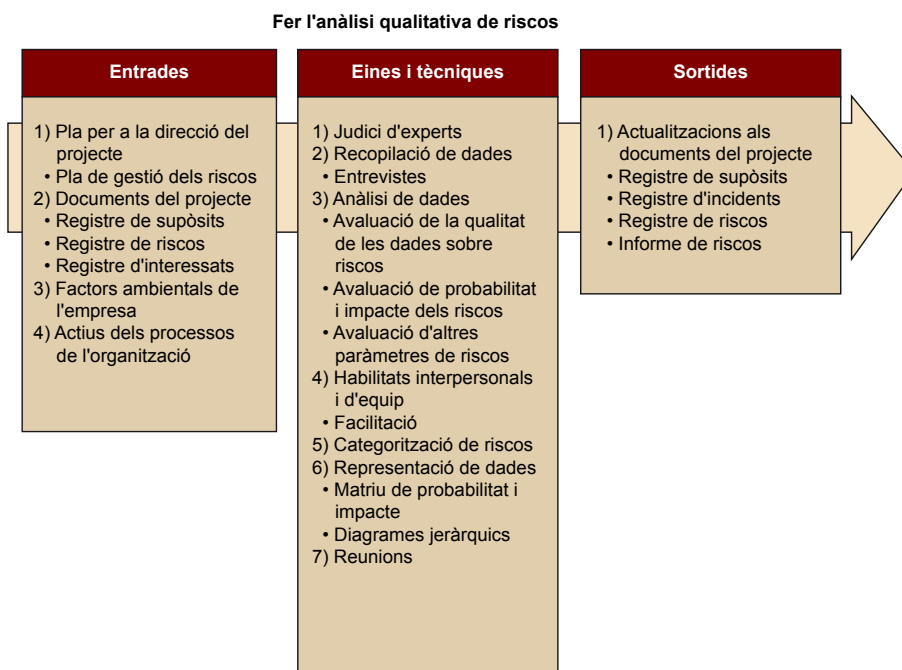 Fer l'anàlisi qualitativa de riscos
Entrades
1) Pla per a la direcció del
projecte
• Pla de gestió dels riscos
2) Documents del projecte
• Registre de supòsits
• Registre de riscos
• Registre d'interessats
3) Factors ambientals de
l'empresa
4) Actius dels processos
de l'organització
Eines i tècniques
1) Judici d'experts
2) Recopilació de dades
• Entrevistes
3) Anàlisi de dades
• Avaluació de la qualitat
de les dades sobre
riscos
• Avaluació de probabilitat
i impacte dels riscos
• Avaluació d'altres
paràmetres de riscos
4) Habilitats interpersonals
i d'equip
• Facilitació
5) Categorització de riscos
6) Representació de dades
• Matriu de probabilitat i
impacte
• Diagrames jeràrquics
7) Reunions
Sortides
1) Actualitzacions als
documents del projecte
• Registre de supòsits
• Registre d'incidents
• Registre de riscos
• Informe de riscos